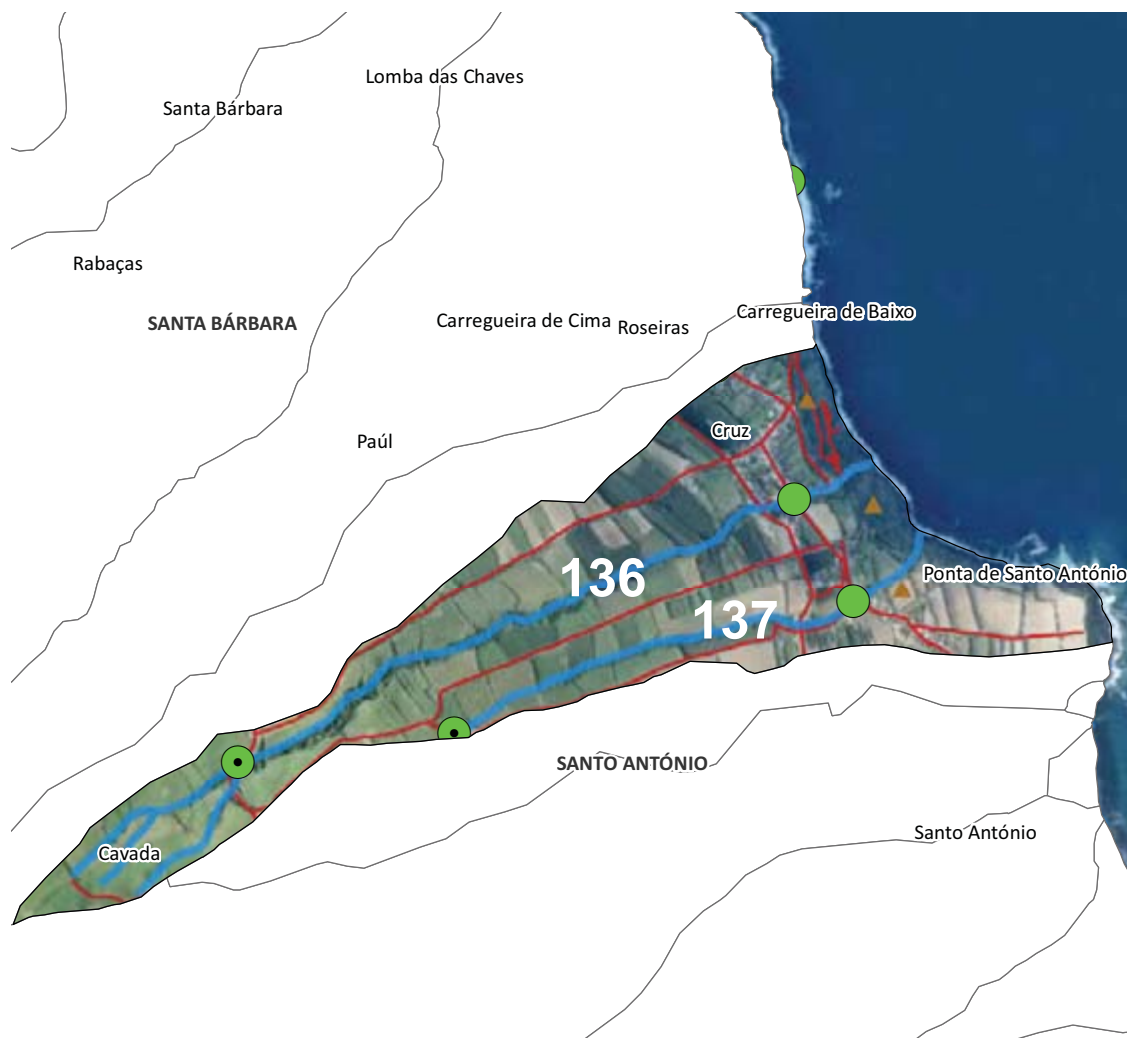 Lomba das Chaves
Santa Bárbara
Rabaças
SANTA BÁRBARA
Carregueira de Cima
Roseiras
Carregueira de Baixo
Paúl
Cruz
136
137
Ponta de Santo António
SANTO ANTÓNIO
Santo António
Cavada